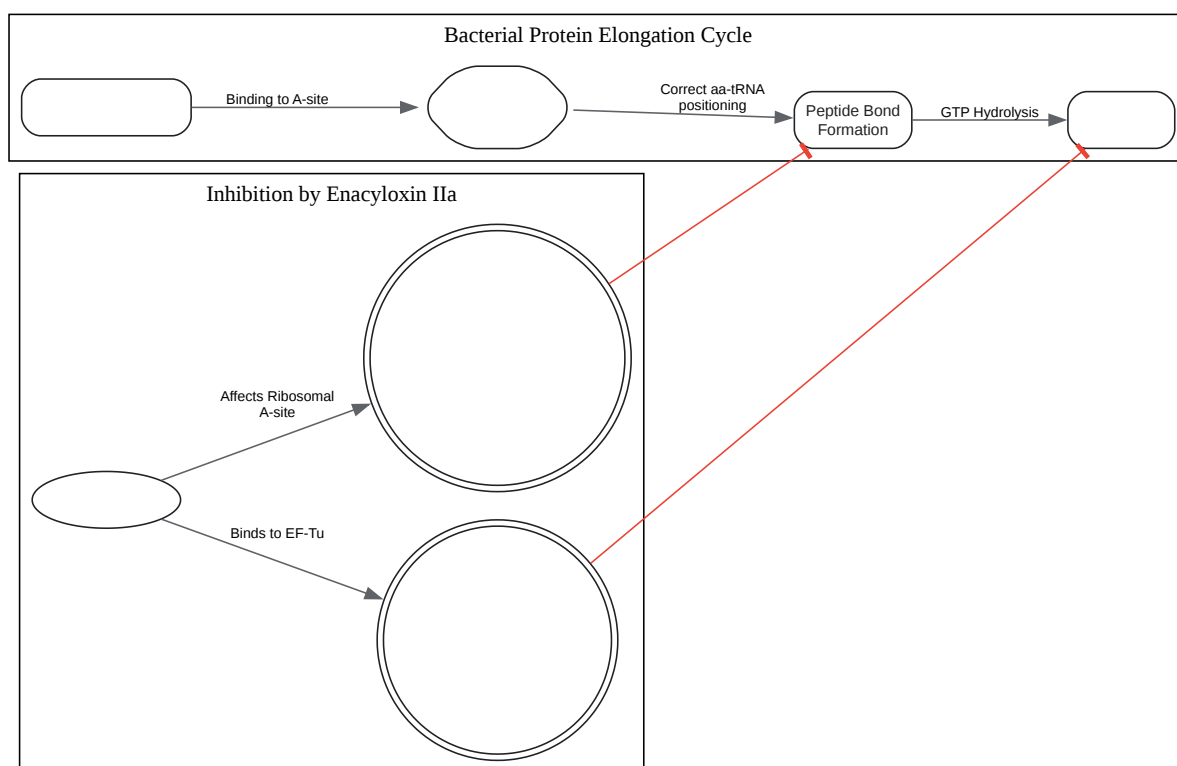 Bacterial Protein Elongation Cycle
Binding to A-site
Correct aa-tRNA
positioning
Peptide Bond
Formation
GTP Hydrolysis
Inhibition by Enacyloxin IIa
Affects Ribosomal
A-site
Binds to EF-Tu